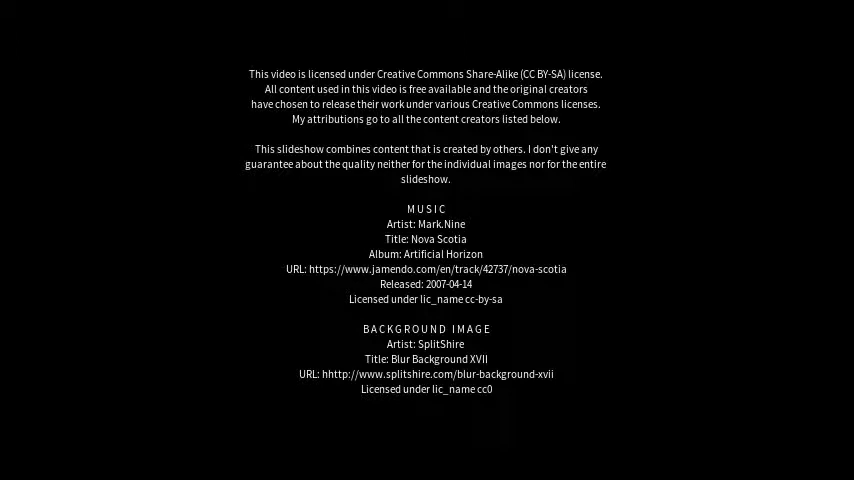 This video is licensed under Creative Commons Share-Alike (CC BY-SA) license.
All content used in this video is free available and the original creators
have chosen to release their work under various Creative Commons licenses.
My attributions go to all the content creators listed below.
This slideshow combines content that is created by others. I don't give any
guarantee about the quality neither for the individual images nor for the entire
slideshow.
MUSIC
Artist: Mark.Nine
Title: Nova Scotia
Album: Artificial Horizon
URL: https://www.jamendo.com/en/track/42737/nova-scotia
Released: 2007-04-14
Licensed under lic_name cc-by-sa
BACKGROUND IMAGE
Artist: SplitShire
Title: Blur Background XVII
URL: hhttp://www.splitshire.com/blur-background-xvii
Licensed under lic_name cc0